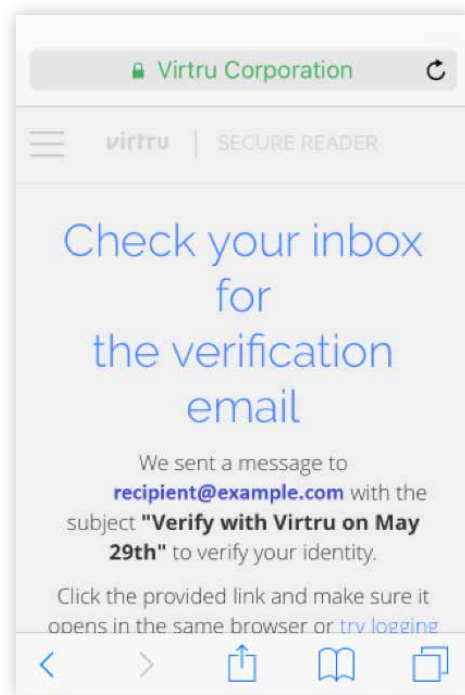 Virtru Corporation
virtru | SECURE READER
Check your inbox
for
the verification
email
We sent a message to
recipient@example.com with the
subject "Verify with Virtru on May
29th" to verify your identity.
Click the provided link and make sure it
opens in the same browser or try logging